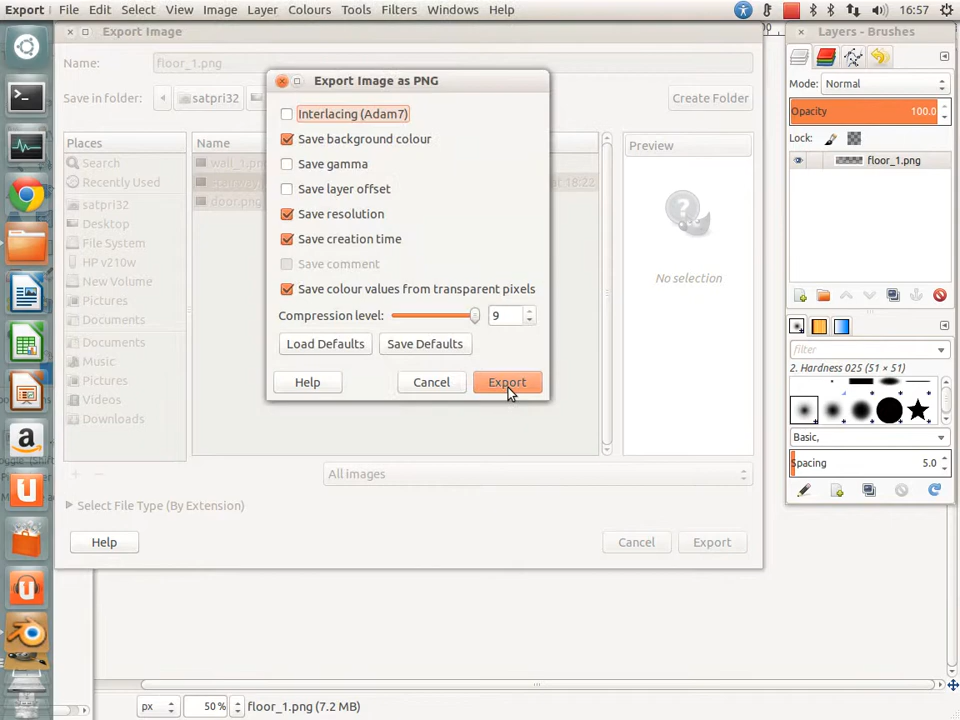 Export File Edit Select View Image Layer Colours Tools Filters Windows Help 16:57
Export Image
Layers – Brushes
Name: floor_1.png
Save in folder: satpri32 Create Folder
Export Image as PNG
Interlacing (Adam7)
Save background colour
Save gamma
Save layer offset
Save resolution
Save creation time
Save comment
Save colour values from transparent pixels
Compression level: 9
Load Defaults Save Defaults
Help Cancel Export
Places
Search
Recently Used
satpri32
Desktop
File System
HP v210w
New Volume
Pictures
Documents
Documents
Music
Pictures
Videos
Downloads
Name
wall_1.pn
at 18:22
door.png
Preview
No selection
All images
Select File Type (By Extension)
Help Cancel Export
Mode: Normal
Opacity 100.0
Lock:
floor_1.png
filter
2. Hardness 025 (51 × 51)
Basic,
Spacing 5.0
px 50 % floor_1.png (7.2 MB)